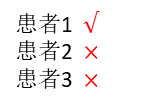 患者1 √
患者2 ×
患者3 ×